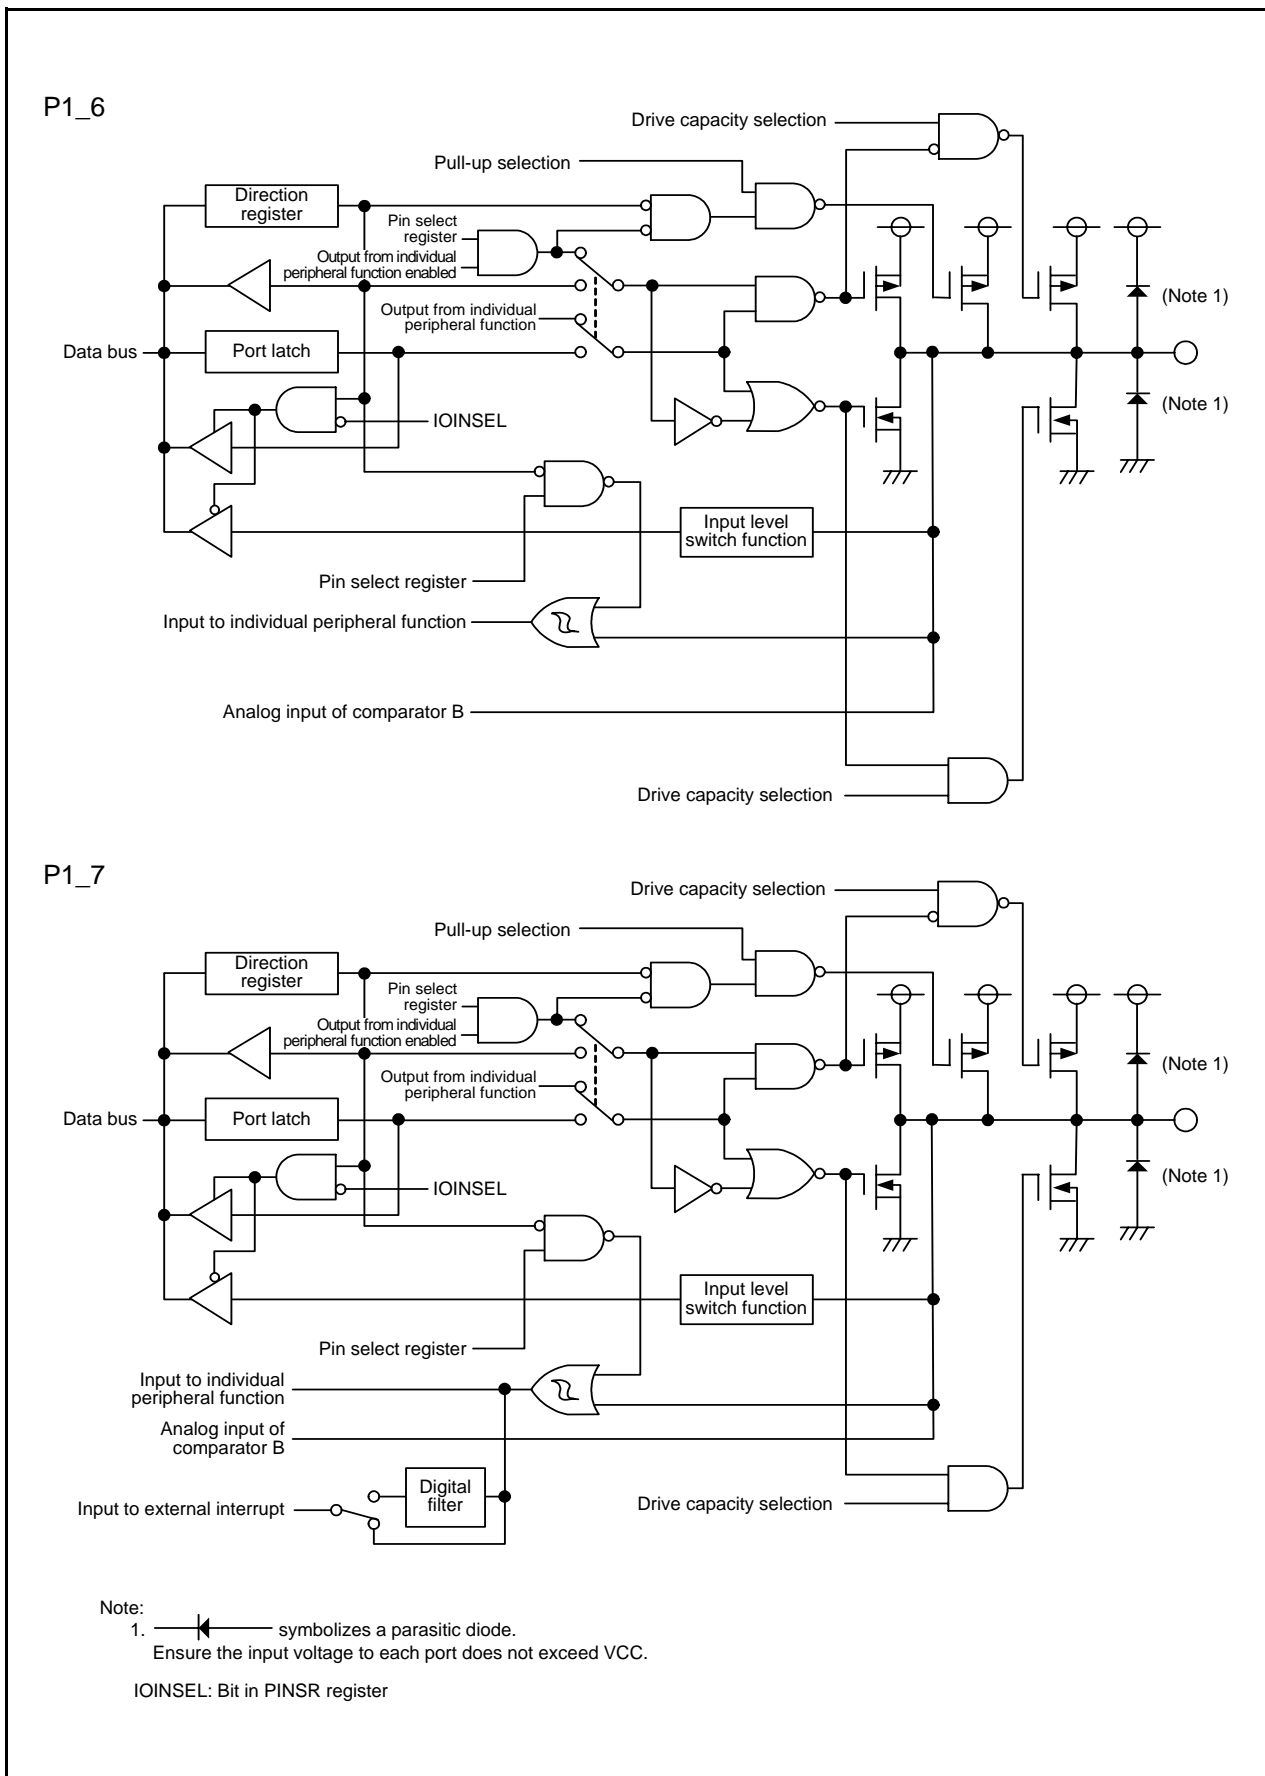 P1_6
Drive capacity selection
Pull-up selection
Direction
register
Pin select
register
Output from individual
peripheral function enabled
(Note 1)
Output from individual
peripheral function
Data bus
Port latch
(Note 1)
IOINSEL
Input level
switch function
Pin select register
Input to individual peripheral function
Analog input of comparator B
Drive capacity selection
P1_7
Drive capacity selection
Pull-up selection
Direction
register
Pin select
register
Output from individual
peripheral function enabled
(Note 1)
Output from individual
peripheral function
Data bus
Port latch
(Note 1)
IOINSEL
Input level
switch function
Pin select register
Input to individual
peripheral function
Analog input of
comparator B
Digital
filter
Input to external interrupt
Drive capacity selection
Note:
1. symbolizes a parasitic diode.
Ensure the input voltage to each port does not exceed VCC.
IOINSEL: Bit in PINSR register